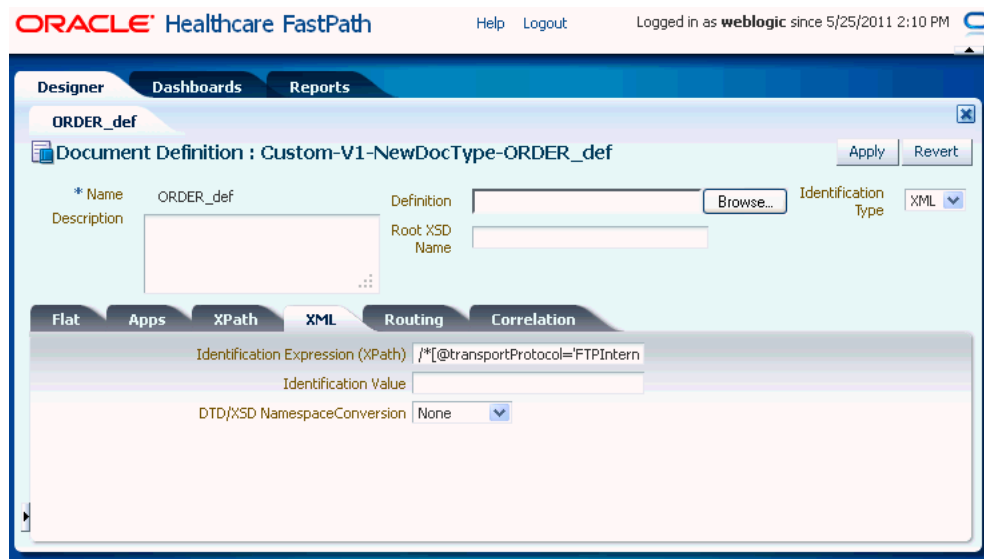 ORACLE Healthcare FastPath Help Logout Logged in as weblogic since 5/25/2011 2:10 PM
Designer Dashboards Reports
ORDER_def
Document Definition : Custom-V1-NewDocType-ORDER_def Apply Revert
* Name ORDER_def Definition Browse... Identification Type XML
Description Root XSD Name
Flat Apps XPath XML Routing Correlation
Identification Expression (XPath) /*[@transportProtocol='FTPIntern
Identification Value
DTD/XSD NamespaceConversion None